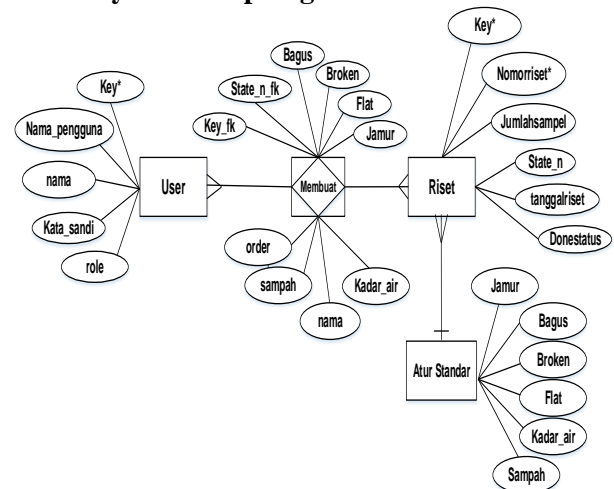 Key*
Nama_pengguna
nama
Kata_sandi
role
User
Key_fk
State_n_fk
Bagus
Broken
Flat
Jamur
Membuat
order
sampah
nama
Kadar_air
Key*
Nomorriset*
Jumlahsampel
State_n
tanggalriset
Donestatus
Riset
Atur Standar
Jamur
Bagus
Broken
Flat
Kadar_air
Sampah